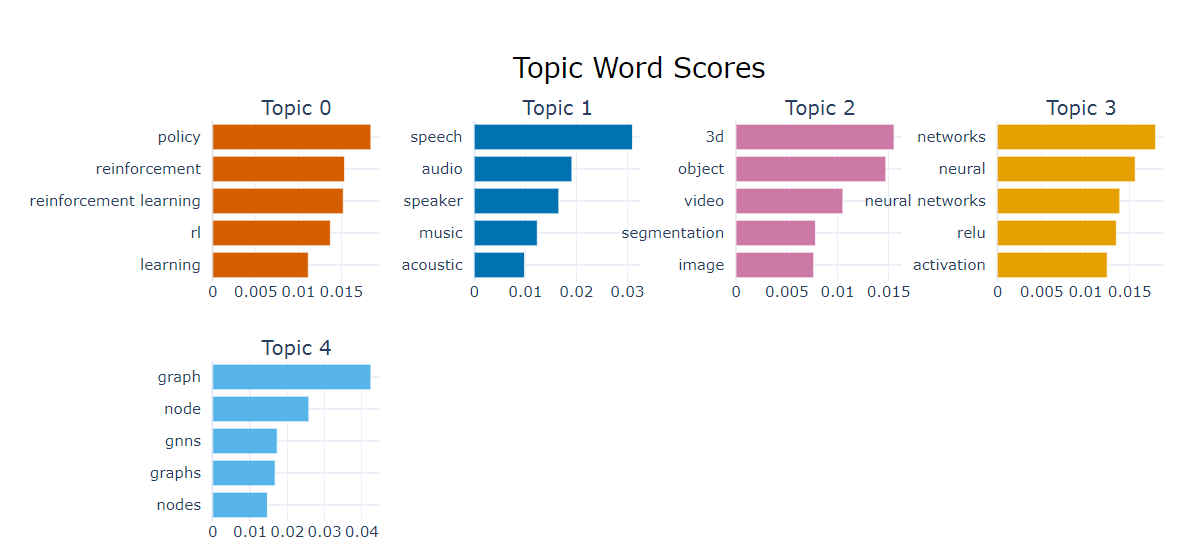 Topic Word Scores
Topic 0
policy
reinforcement
reinforcement learning
rl
learning
0 0.005 0.01 0.015
Topic 1
speech
audio
speaker
music
acoustic
0 0.01 0.02 0.03
Topic 2
3d
object
video
segmentation
image
0 0.005 0.01 0.015
Topic 3
networks
neural
neural networks
relu
activation
0 0.005 0.01 0.015
Topic 4
graph
node
gnns
graphs
nodes
0 0.01 0.02 0.03 0.04